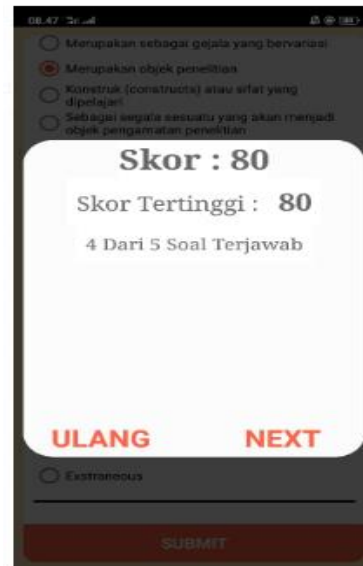 08.47
Merupakan sebagai gejala yang bervariasi
Merupakan objek penelitian
Konstruk (constructs) atau sifat yang
dipelajari
Sebagai segala sesuatu yang akan menjadi
objek pengamatan penelitian
Skor : 80
Skor Tertinggi : 80
4 Dari 5 Soal Terjawab
ULANG NEXT
Exstraneous
SUBMIT